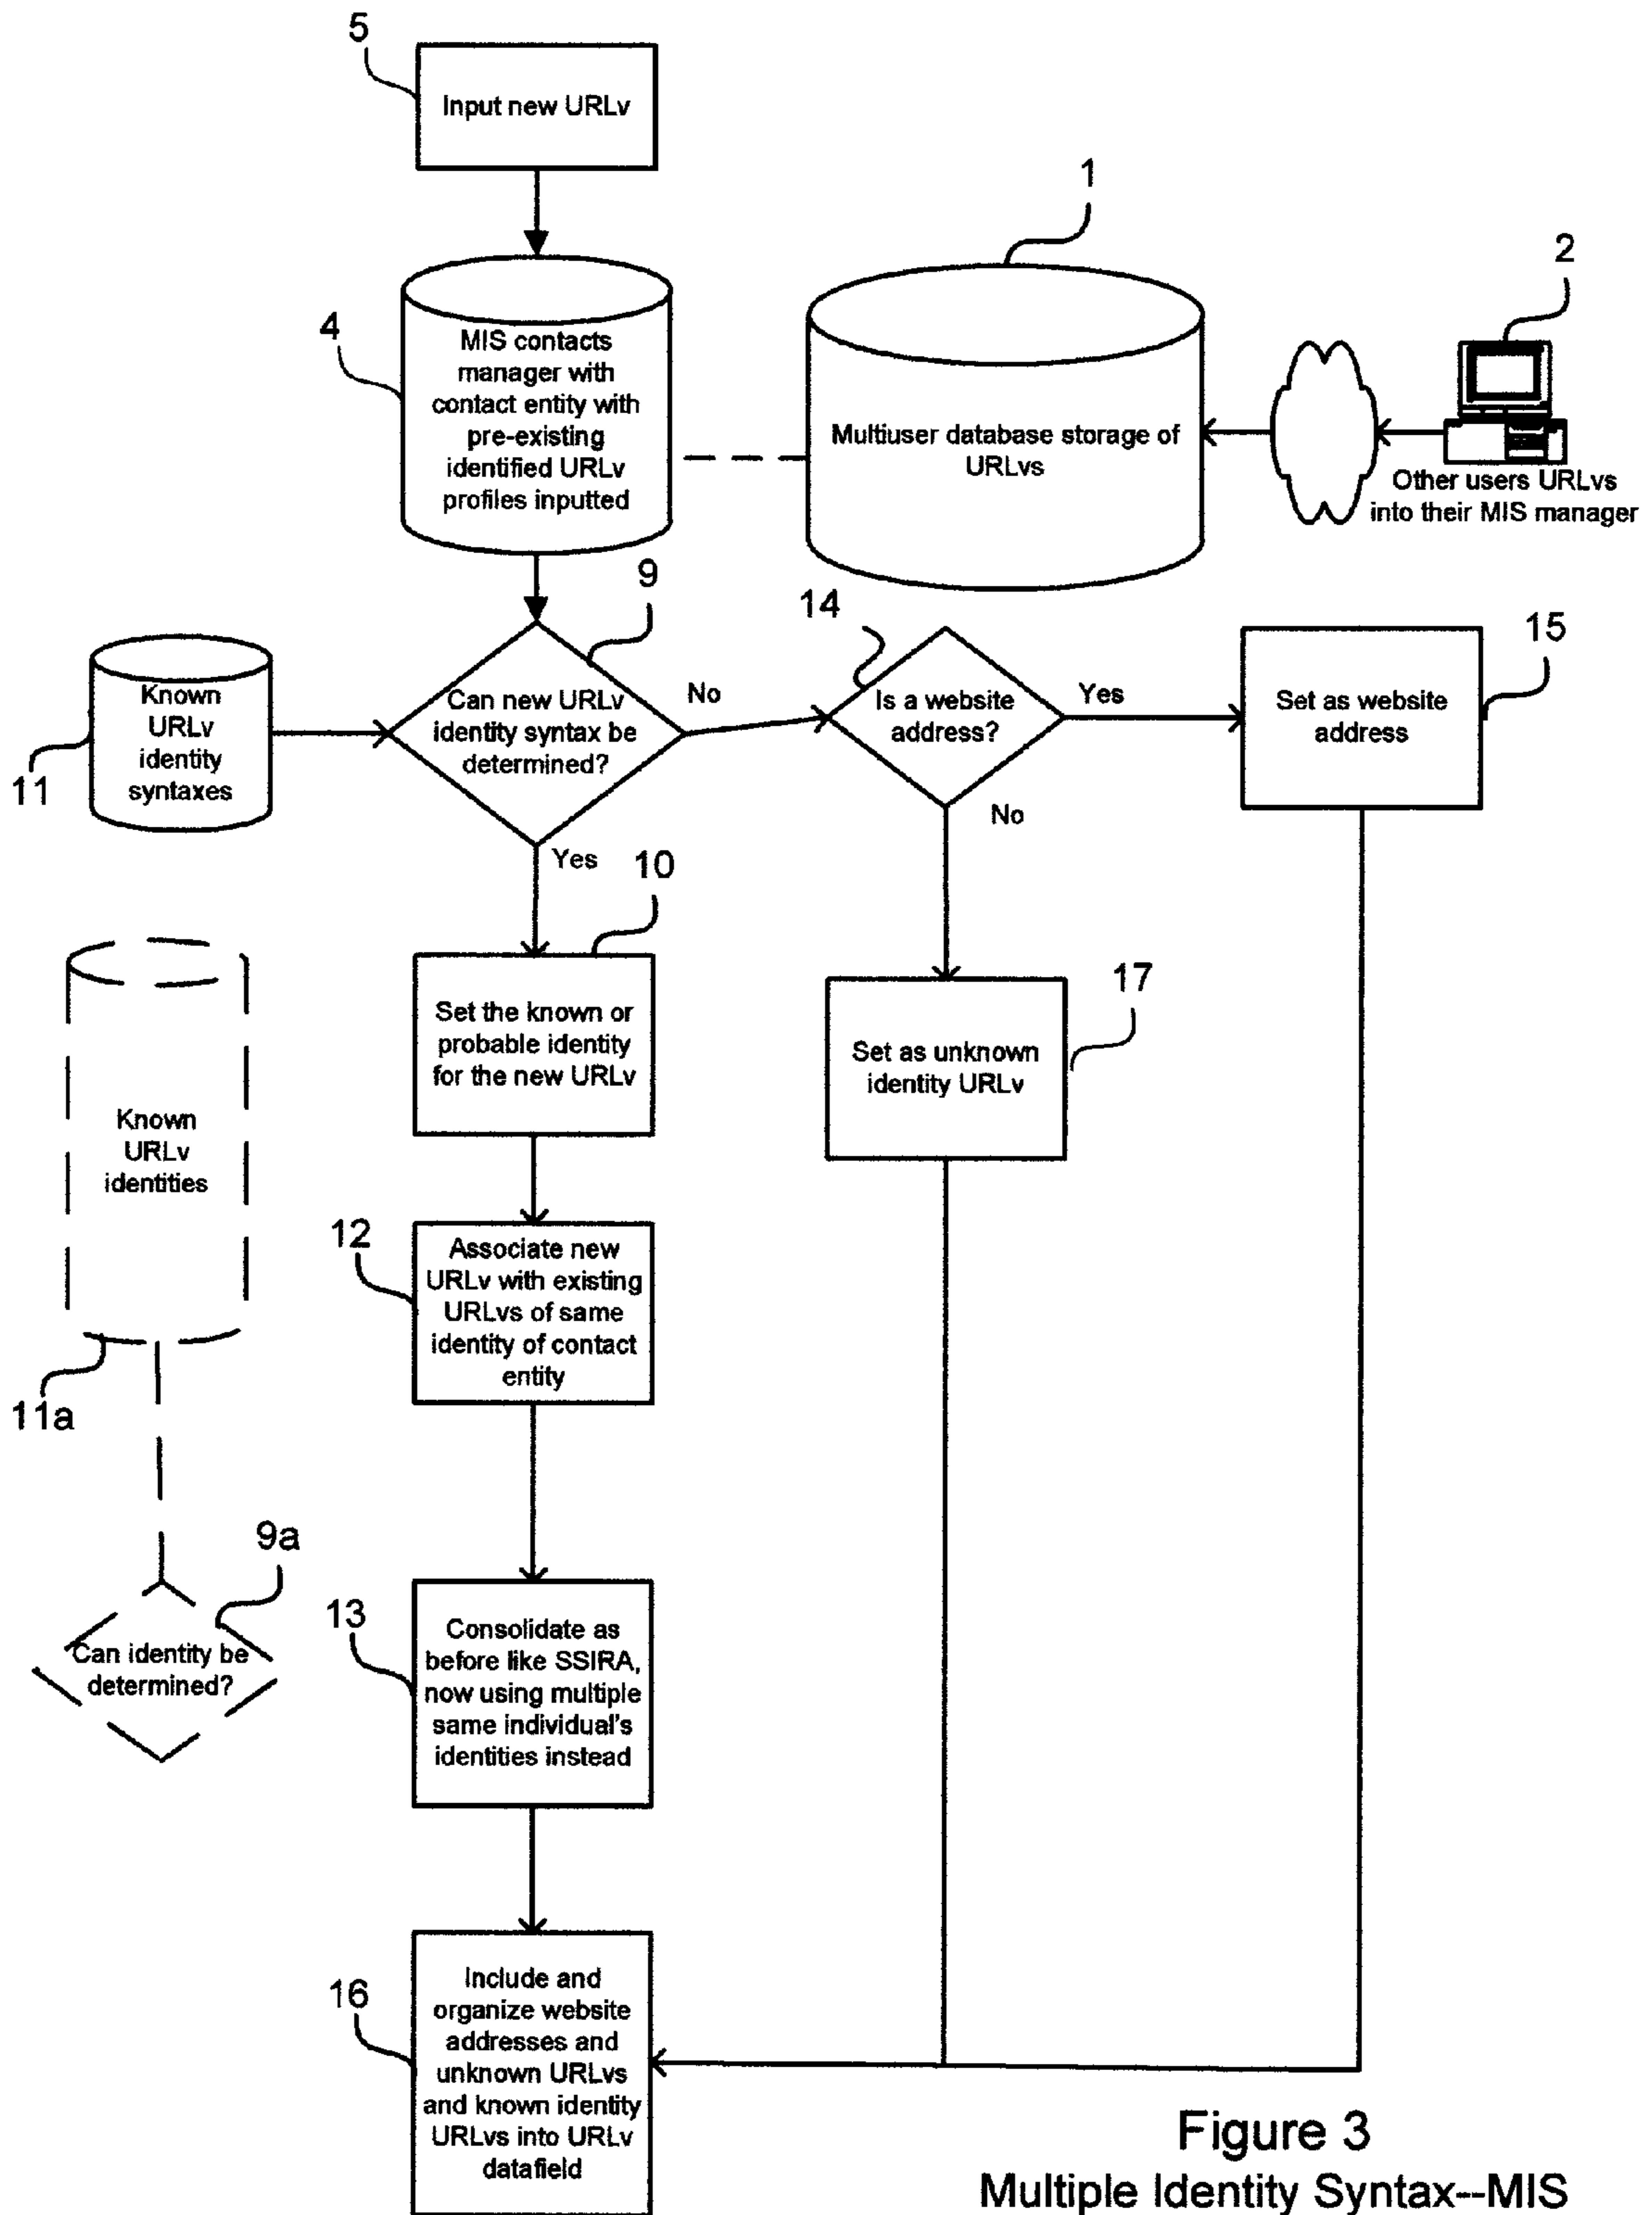 5
Input new URLv
1
2
4
MIS contacts
manager with
contact entity with
pre-existing
identified URLv
profiles inputted
Multiuser database storage of
URLvs
Other users URLvs
into their MIS manager
9
14
15
Known
URLv
identity
syntaxes
11
Can new URLv
identity syntax be
determined?
No
Is a website
address?
Yes
Set as website
address
No
Yes
10
Set the known or
probable identity
for the new URLv
17
Set as unknown
identity URLv
Known
URLv
identities
11a
12
Associate new
URLv with existing
URLvs of same
identity of contact
entity
9a
Can identity be
determined?
13
Consolidate as
before like SSIRA,
now using multiple
same individual's
identities instead
16
Include and
organize website
addresses and
unknown URLvs
and known identity
URLvs into URLv
datafield
Figure 3
Multiple Identity Syntax--MIS